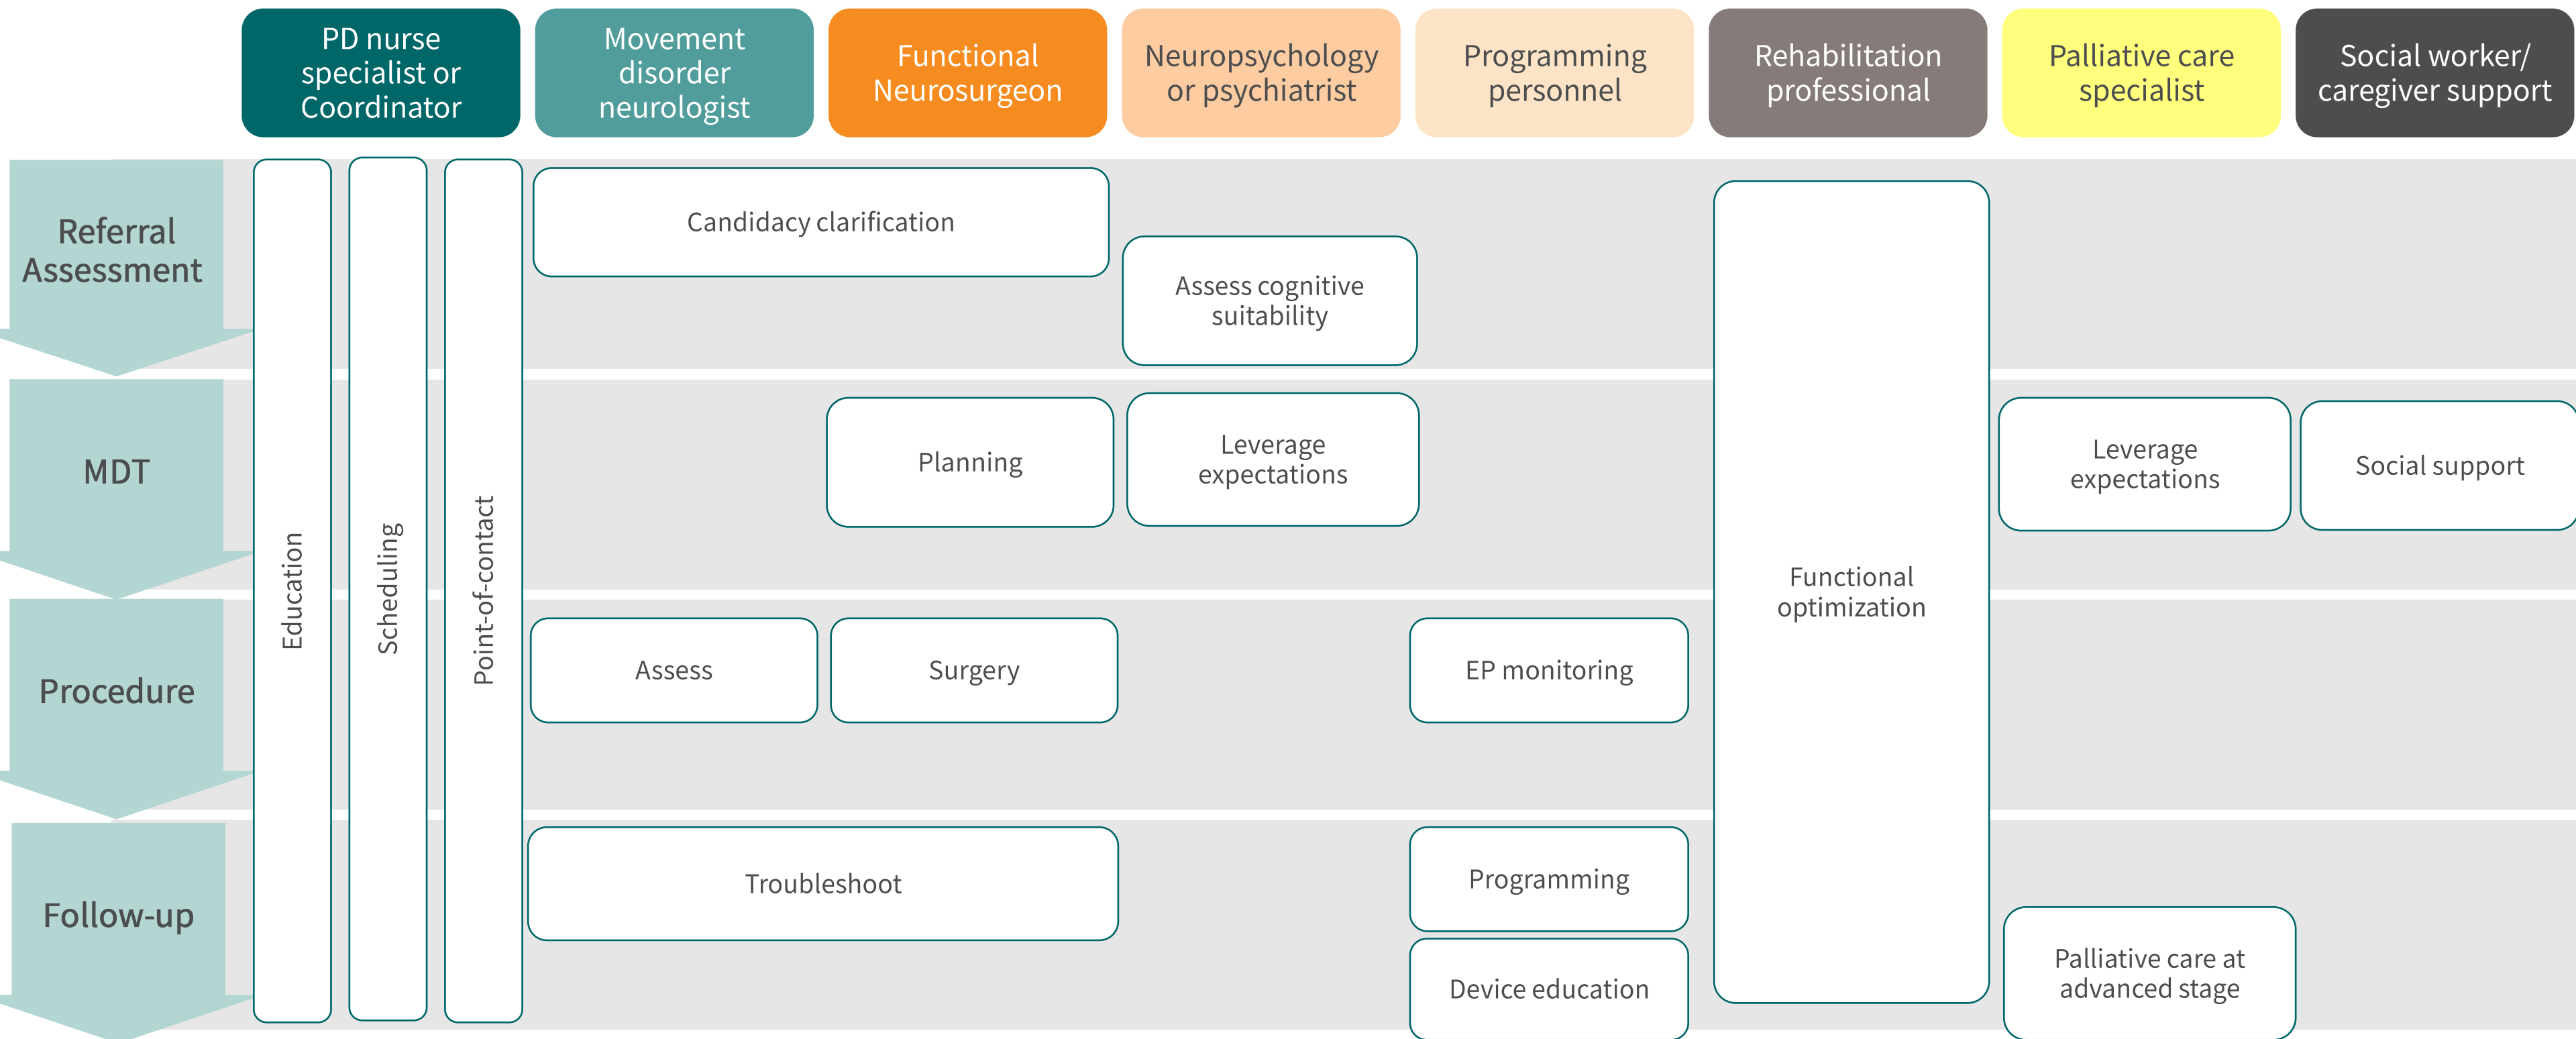 PD nurse
specialist or
Coordinator
Movement
disorder
neurologist
Functional
Neurosurgeon
Neuropsychology
or psychiatrist
Programming
personnel
Rehabilitation
professional
Palliative care
specialist
Social worker/
caregiver support
Referral
Assessment
Candidacy clarification
Assess cognitive
suitability
MDT
Planning
Leverage
expectations
Leverage
expectations
Social support
Education
Scheduling
Point-of-contact
Functional
optimization
Procedure
Assess
Surgery
EP monitoring
Follow-up
Troubleshoot
Programming
Device education
Palliative care at
advanced stage